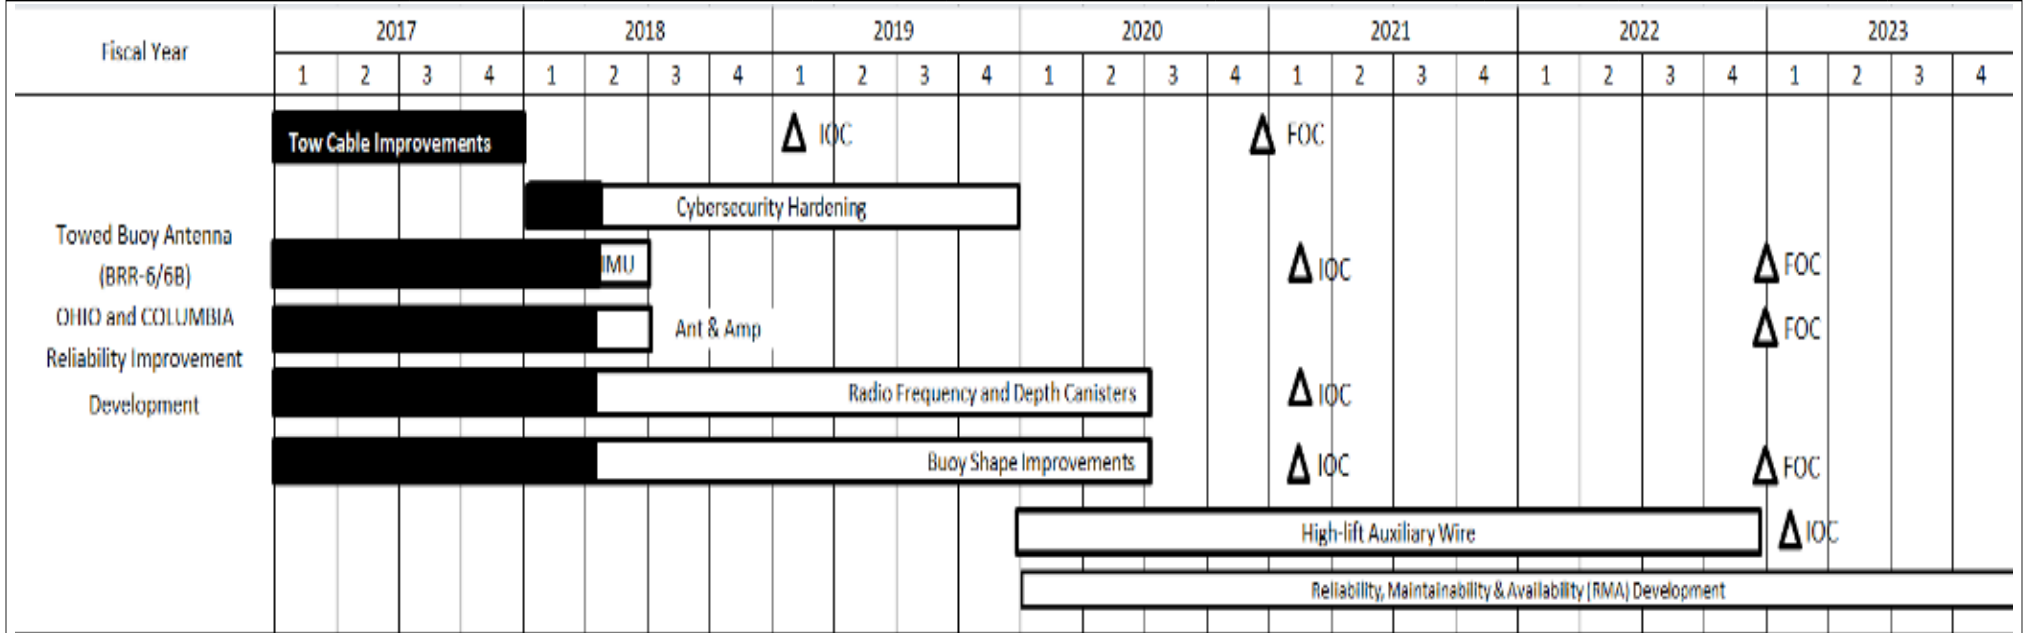 Fiscal Year
2017 2018 2019 2020 2021 2022 2023
1 2 3 4 1 2 3 4 1 2 3 4 1 2 3 4 1 2 3 4 1 2 3 4 1 2 3 4
Tow Cable Improvements IOC FOC
Cybersecurity Hardening
Towed Buoy Antenna
(BRR-6/6B)
OHIO and COLUMBIA
Reliability Improvement
Development
IMU IOC FOC
Ant & Amp FOC
Radio Frequency and Depth Canisters IOC
Buoy Shape Improvements IOC FOC
High-lift Auxiliary Wire IOC
Reliability, Maintainability & Availability (RMA) Development